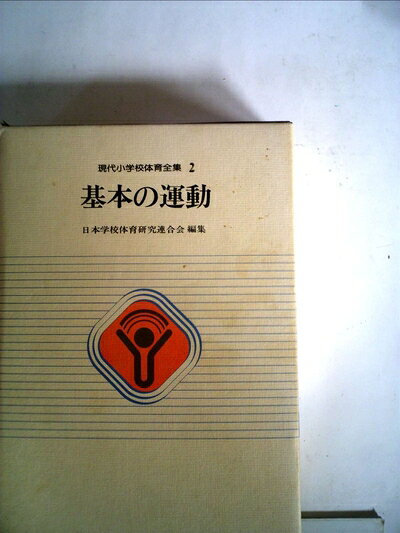 現代小学校体育全集 2
基本の運動
日本学校体育研究連合会 編集